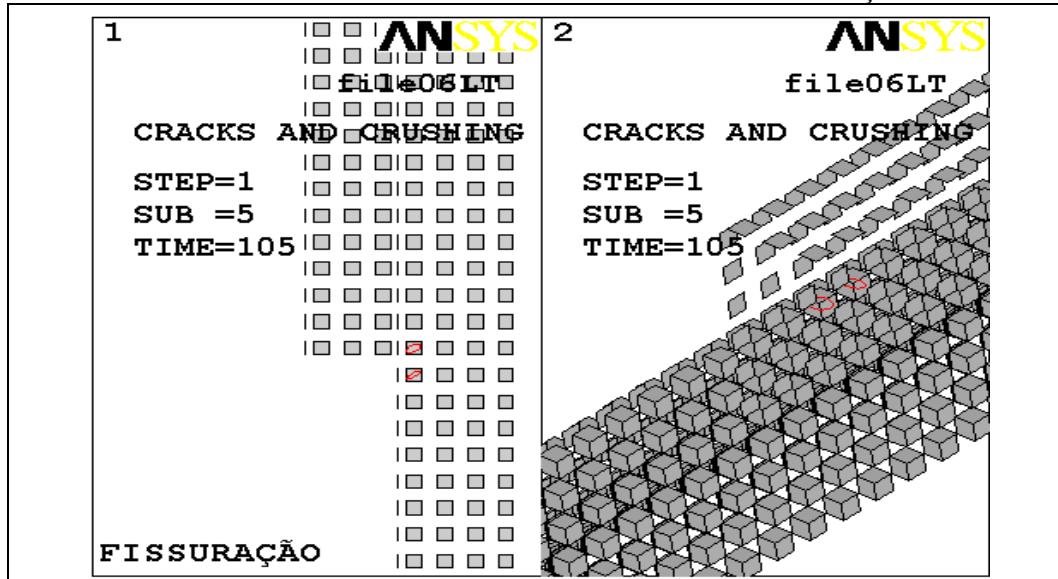 1
ANSYS
file06LT
CRACKS AND CRUSHING
STEP=1
SUB =5
TIME=105
FISSURAÇÃO
2
ANSYS
file06LT
CRACKS AND CRUSHING
STEP=1
SUB =5
TIME=105